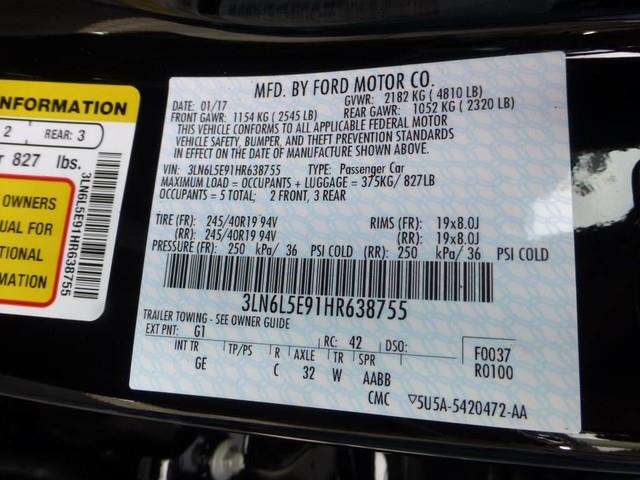 NFORMATION
2 REAR: 3
r 827 lbs.
OWNERS
UAL FOR
TIONAL
MATION
3LN6L5E91HR638755
MFD. BY FORD MOTOR CO.
DATE: 01/17 GVWR: 2182 KG ( 4810 LB)
FRONT GAWR: 1154 KG ( 2545 LB) REAR GAWR: 1052 KG ( 2320 LB)
THIS VEHICLE CONFORMS TO ALL APPLICABLE FEDERAL MOTOR
VEHICLE SAFETY, BUMPER, AND THEFT PREVENTION STANDARDS
IN EFFECT ON THE DATE OF MANUFACTURE SHOWN ABOVE.
VIN: 3LN6L5E91HR638755 TYPE: Passenger Car
MAXIMUM LOAD = OCCUPANTS + LUGGAGE = 375KG/ 827LB
OCCUPANTS = 5 TOTAL; 2 FRONT, 3 REAR
TIRE (FR): 245/40R19 94V RIMS (FR): 19x8.0J
(RR): 245/40R19 94V (RR): 19x8.0J
PRESSURE (FR): 250 kPa/ 36 PSI COLD (RR): 250 kPa/ 36 PSI COLD
3LN6L5E91HR638755
TRAILER TOWING - SEE OWNER GUIDE
EXT PNT: G1 RC: 42 DSO: F0037
INT TR TP/PS R AXLE TR SPR R0100
GE C 32 W AABB
CMC ▽5U5A-5420472-AA